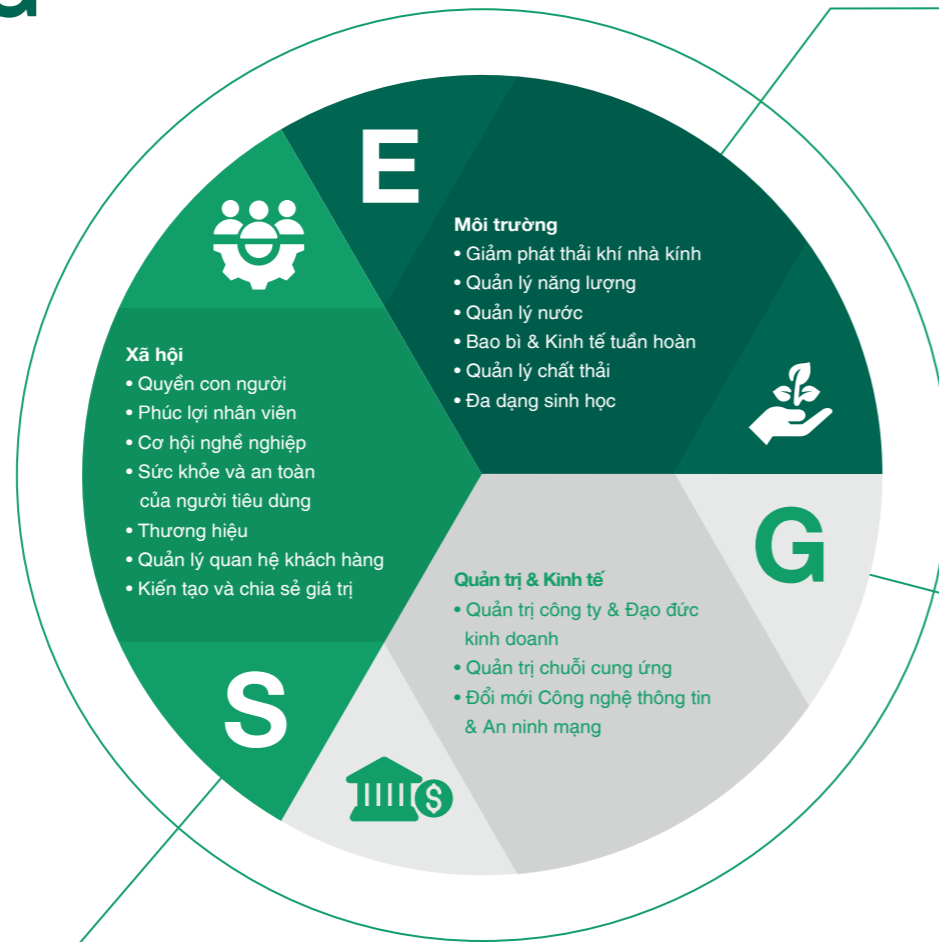 E
Môi trường
• Giảm phát thải khí nhà kính
• Quản lý năng lượng
• Quản lý nước
• Bao bì & Kinh tế tuần hoàn
• Quản lý chất thải
• Đa dạng sinh học
Xã hội
• Quyền con người
• Phúc lợi nhân viên
• Cơ hội nghề nghiệp
• Sức khỏe và an toàn
của người tiêu dùng
• Thương hiệu
• Quản lý quan hệ khách hàng
• Kiến tạo và chia sẻ giá trị
S
G
Quản trị & Kinh tế
• Quản trị công ty & Đạo đức
kinh doanh
• Quản trị chuỗi cung ứng
• Đổi mới Công nghệ thông tin
& An ninh mạng
$